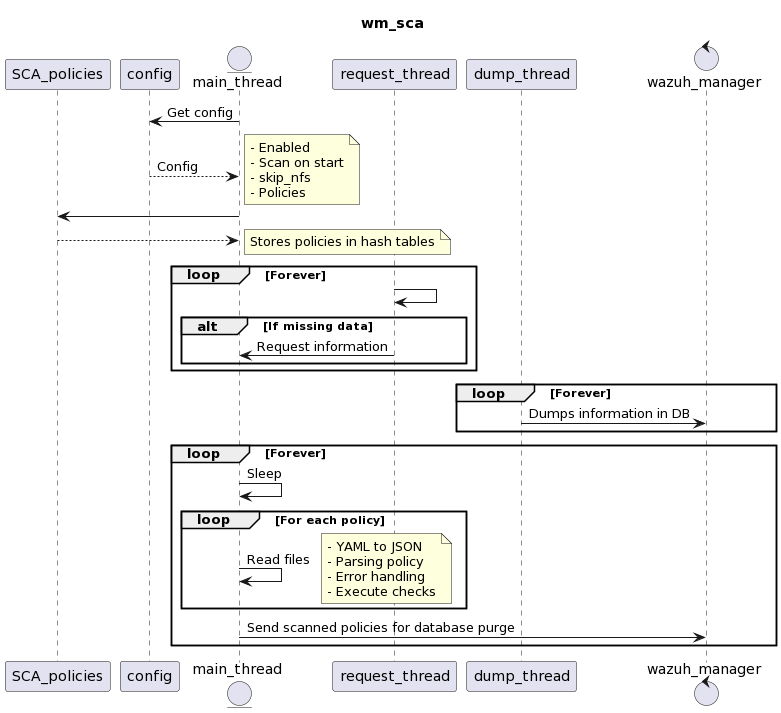 wm_sca
SCA_policies
config
main_thread
request_thread
dump_thread
wazuh_manager
Get config
Config
- Enabled
- Scan on start
- skip_nfs
- Policies
Stores policies in hash tables
loop [Forever]
alt [If missing data]
Request information
loop [Forever]
Dumps information in DB
loop [Forever]
Sleep
loop [For each policy]
Read files
- YAML to JSON
- Parsing policy
- Error handling
- Execute checks
Send scanned policies for database purge
SCA_policies
config
main_thread
request_thread
dump_thread
wazuh_manager